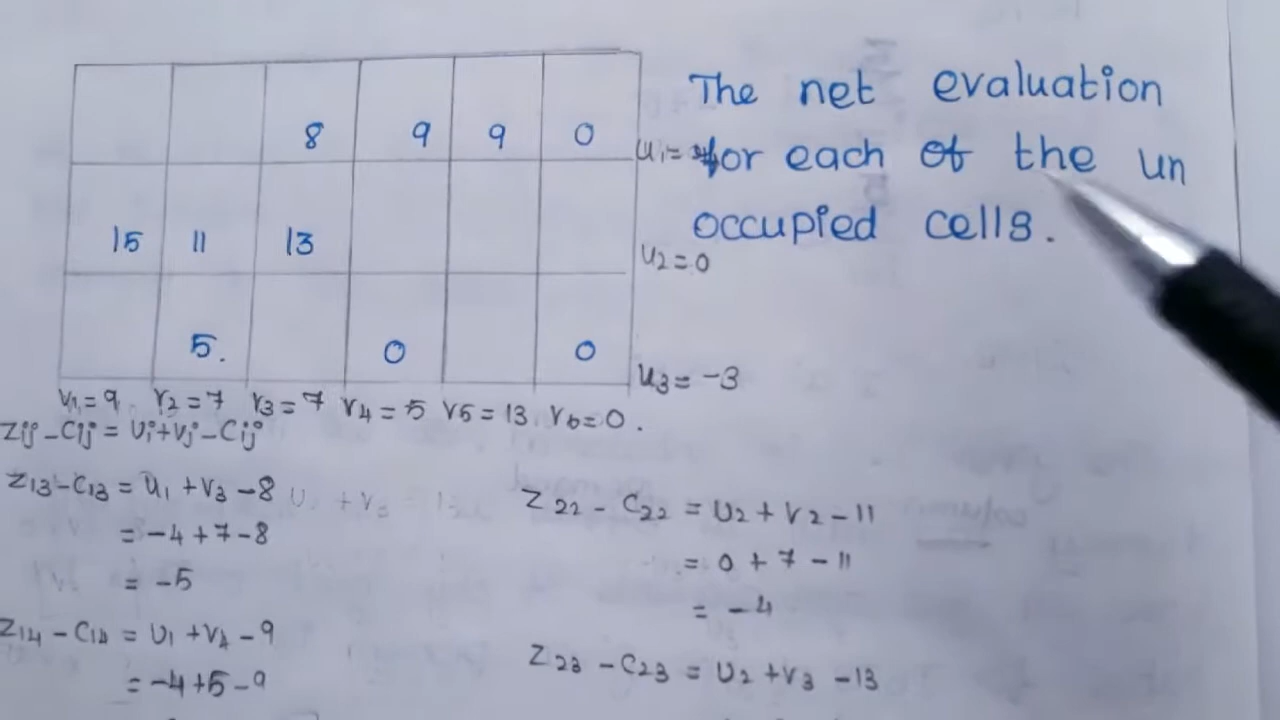 The net evaluation
for each of the un
occupied cells.
8 9 9 0
u₁=
15 11 13
u₂=0
5. 0 0
u₃=-3
v₁=9 v₂=7 v₃=7 v₄=5 v5=13 v₆=0.
Zij-Cij = Ui+Vj-Cij
Z13-C13 = u₁+v₃-8
= -4+7-8
= -5
Z14-C14 = u₁+v₄-9
= -4+5-9
Z22-C22 = u₂+v₂-11
= 0+7-11
= -4
Z23-C23 = u₂+v₃-13